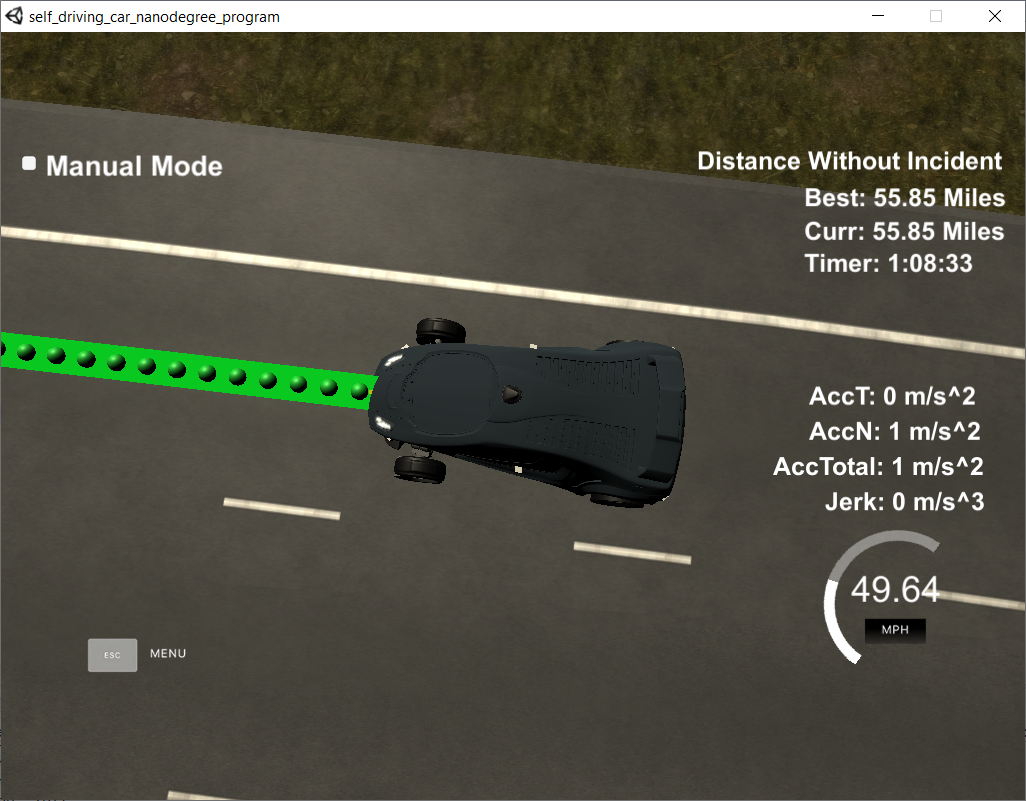 self_driving_car_nanodegree_program
Manual Mode
Distance Without Incident
Best: 55.85 Miles
Curr: 55.85 Miles
Timer: 1:08:33
AccT: 0 m/s^2
AccN: 1 m/s^2
AccTotal: 1 m/s^2
Jerk: 0 m/s^3
49.64
MPH
ESC MENU